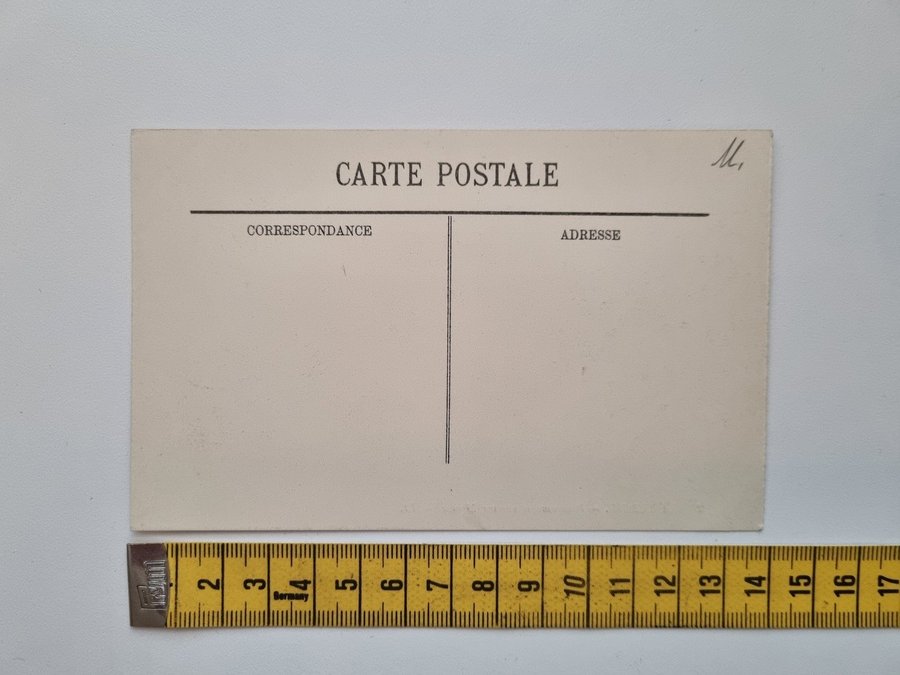 CARTE POSTALE
CORRESPONDANCE
ADRESSE
2 3 4 5 6 7 8 9 10 11 12 13 14 15 16 17
Germany